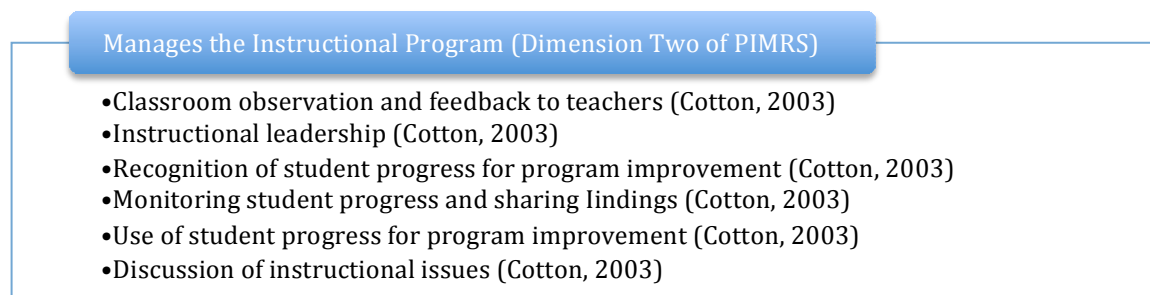 Manages the Instructional Program (Dimension Two of PIMRS)
•Classroom observation and feedback to teachers (Cotton, 2003)
•Instructional leadership (Cotton, 2003)
•Recognition of student progress for program improvement (Cotton, 2003)
•Monitoring student progress and sharing Iindings (Cotton, 2003)
•Use of student progress for program improvement (Cotton, 2003)
•Discussion of instructional issues (Cotton, 2003)